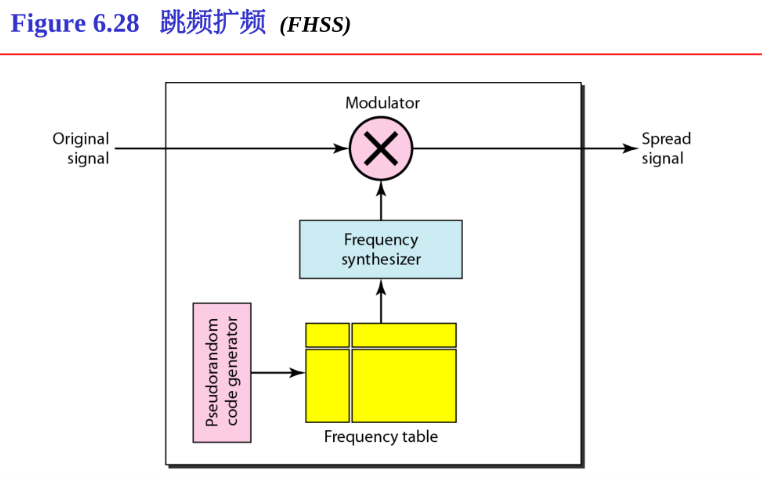 Figure 6.28 跳频扩频 (FHSS)
Modulator
Original
signal
Spread
signal
Frequency
synthesizer
Pseudorandom
code generator
Frequency table